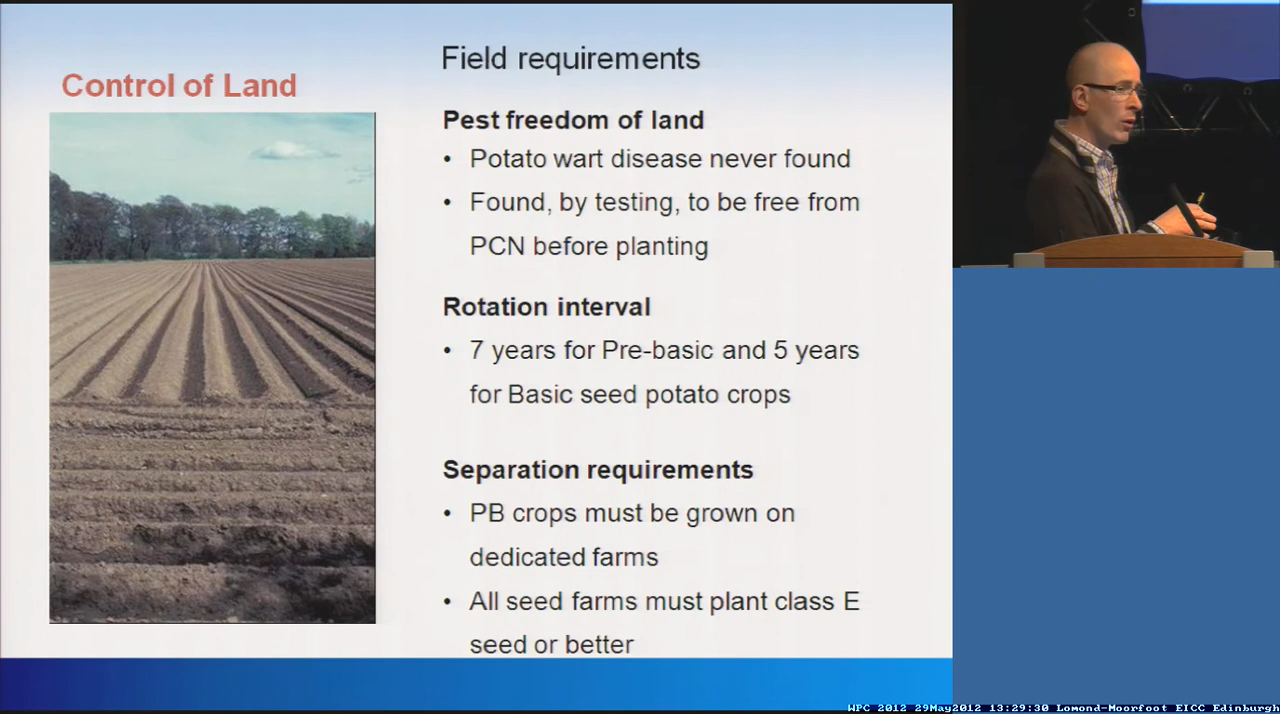 Control of Land
Field requirements
Pest freedom of land
• Potato wart disease never found
• Found, by testing, to be free from
PCN before planting
Rotation interval
• 7 years for Pre-basic and 5 years
for Basic seed potato crops
Separation requirements
• PB crops must be grown on
dedicated farms
• All seed farms must plant class E
seed or better
WPC 2012 29May2012 13:29:30 Lomond-Moorfoot EICC Edinburgh